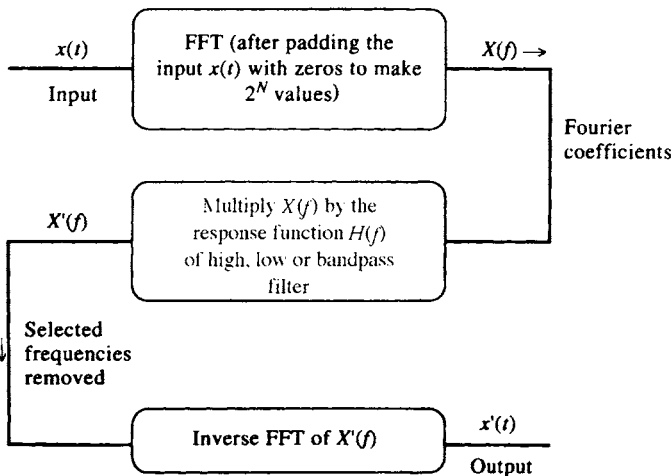 x(t)
Input
FFT (after padding the
input x(t) with zeros to make
2^N values)
X(f) →
Fourier
coefficients
Multiply X(f) by the
response function H(f)
of high, low or bandpass
filter
X'(f)
Selected
frequencies
removed
Inverse FFT of X'(f)
x'(t)
Output